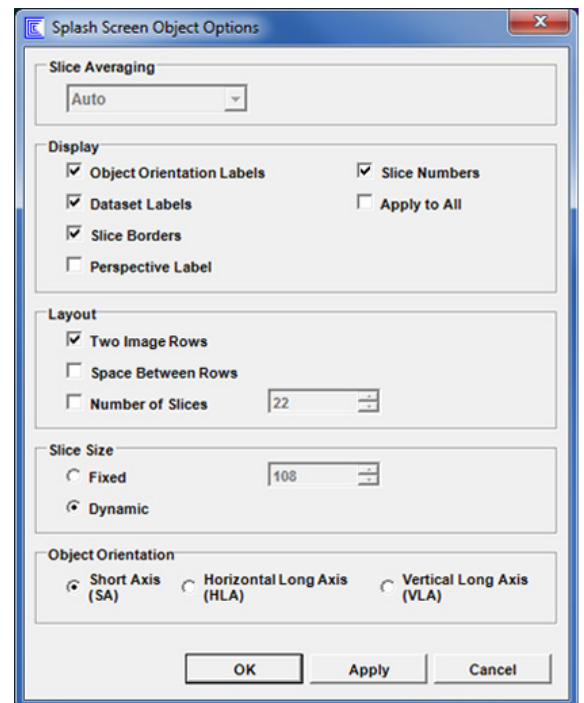 Splash Screen Object Options
Slice Averaging
Auto
Display
Object Orientation Labels
Slice Numbers
Dataset Labels
Apply to All
Slice Borders
Perspective Label
Layout
Two Image Rows
Space Between Rows
Number of Slices 22
Slice Size
Fixed 108
Dynamic
Object Orientation
Short Axis
(SA)
Horizontal Long Axis
(HLA)
Vertical Long Axis
(VLA)
OK Apply Cancel